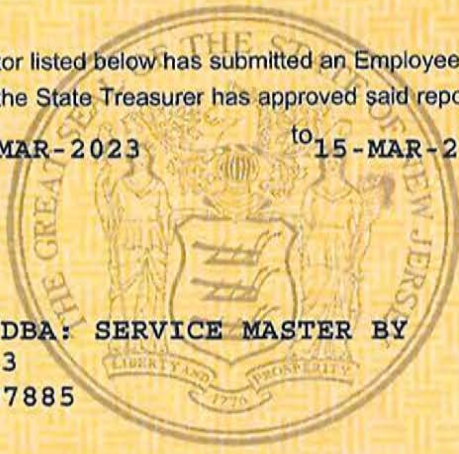 tor listed below has submitted an Employee
the State Treasurer has approved said repo
MAR-2023 to 15-MAR-2
THE GREAT SEAL OF THE STATE OF NEW JERSEY
DBA: SERVICE MASTER BY
3
7885
LIBERTY AND PROSPERITY
1776